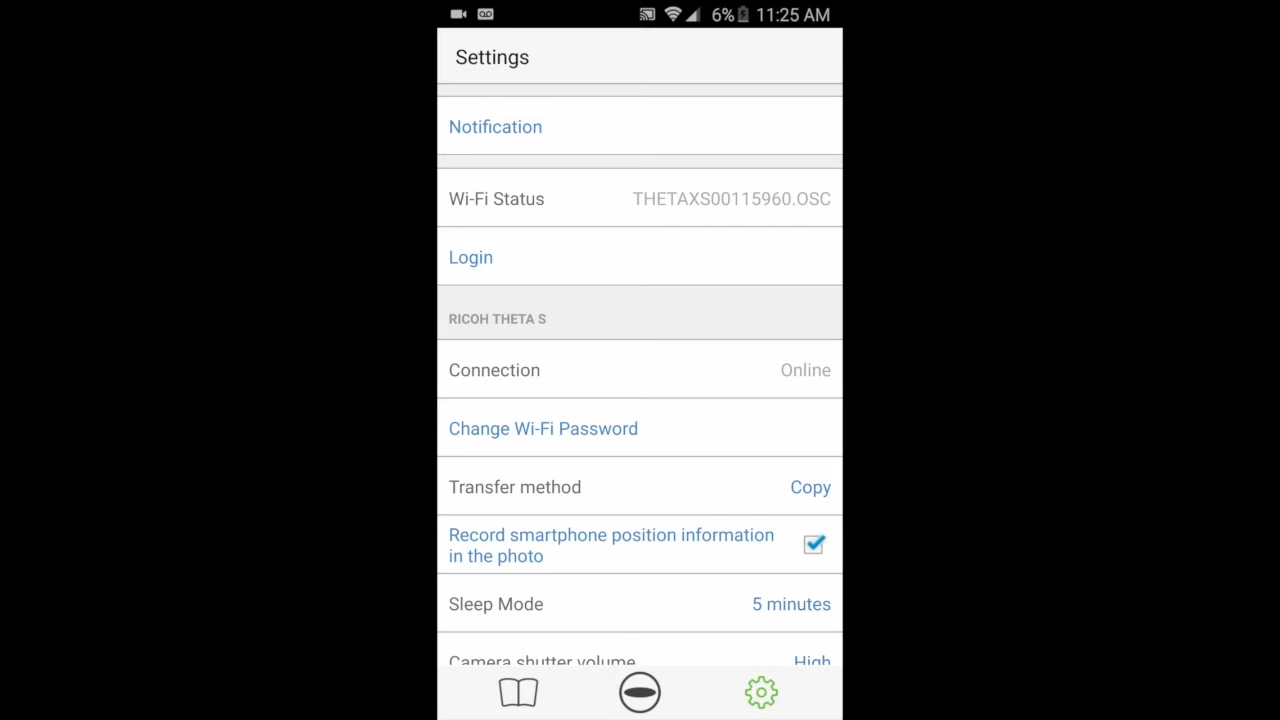 6% 11:25 AM
Settings
Notification
Wi-Fi Status THETAXS00115960.OSC
Login
RICOH THETA S
Connection Online
Change Wi-Fi Password
Transfer method Copy
Record smartphone position information
in the photo
Sleep Mode 5 minutes
Camera shutter volume High